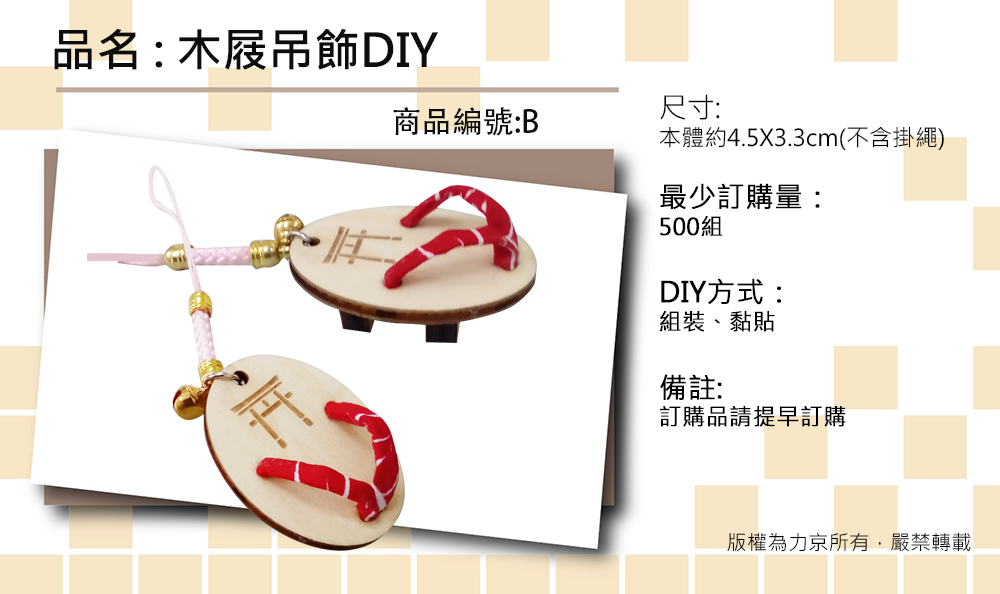 品名 : 木屐吊飾DIY
商品編號:B
尺寸:
本體約4.5X3.3cm(不含掛繩)
最少訂購量：
500組
DIY方式：
組裝、黏貼
備註:
訂購品請提早訂購
版權為力京所有，嚴禁轉載